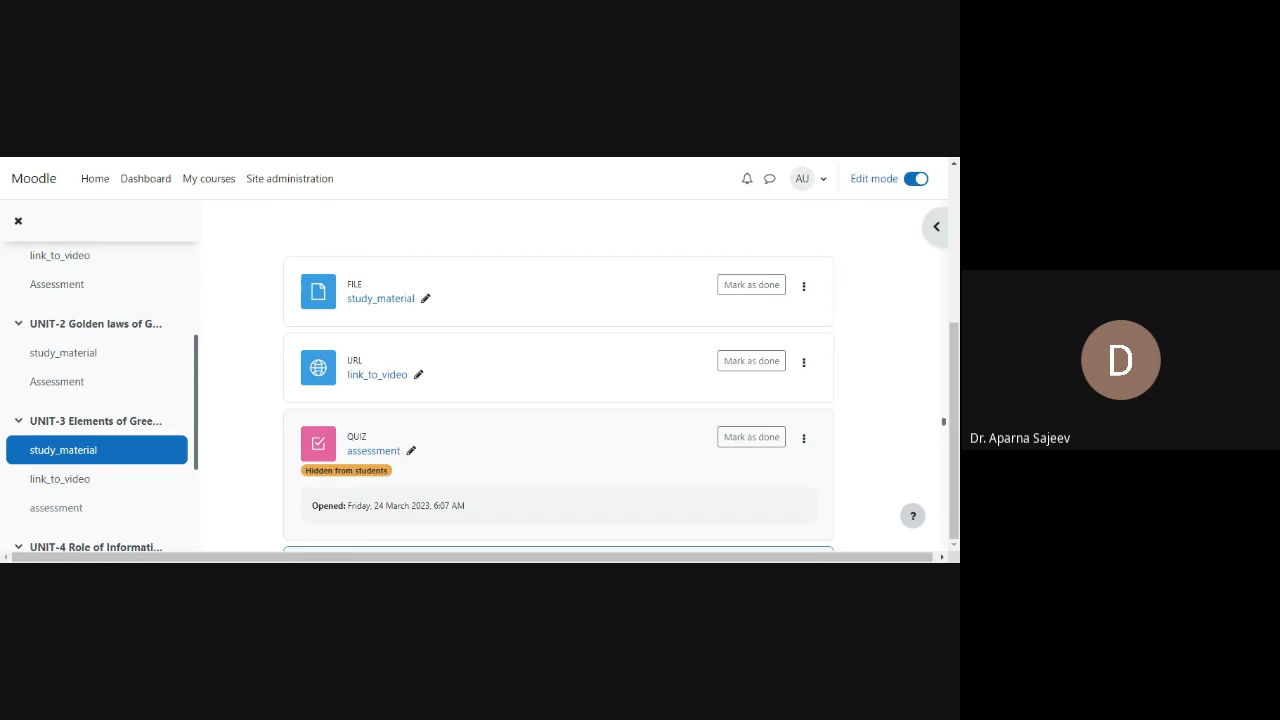 Moodle Home Dashboard My courses Site administration AU Edit mode
link_to_video
Assessment
UNIT-2 Golden laws of G...
study_material
Assessment
UNIT-3 Elements of Gree...
study_material
link_to_video
assessment
UNIT-4 Role of Informati...
FILE
study_material
Mark as done
URL
link_to_video
Mark as done
QUIZ
assessment
Mark as done
Hidden from students
Opened: Friday, 24 March 2023, 6:07 AM
?
D
Dr. Aparna Sajeev